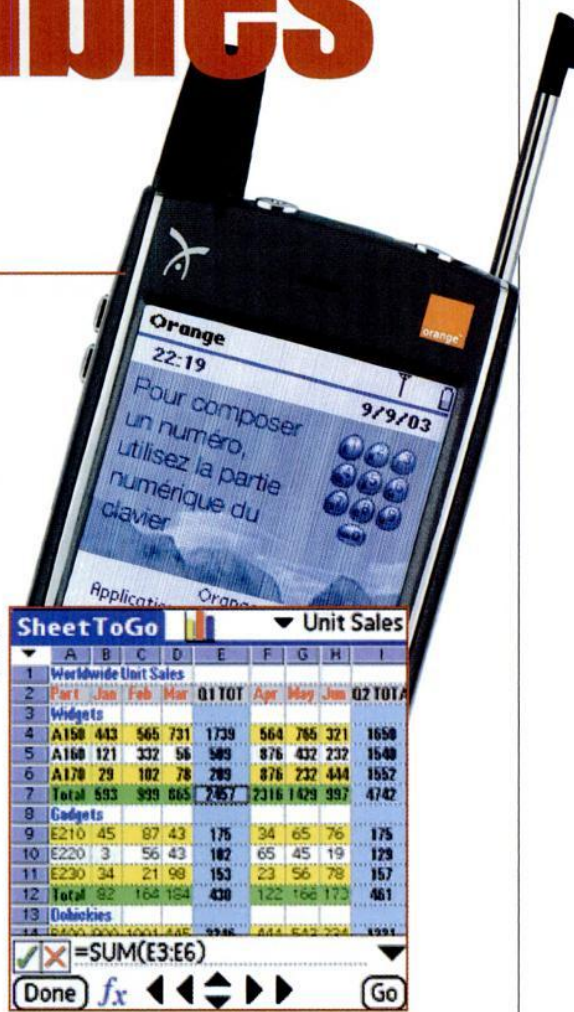 bles
orange
Orange
22:19
9/9/03
Pour composer
un numéro,
utilisez la partie
numérique du
clavier
SheetToGo Unit Sales
A B C D E F G H I
1 Worldwide Unit Sales
2 Part Jan Feb Mar Q1 TOT Apr May Jun Q2 TOTA
3 Widgets
4 A150 443 565 731 1739 564 765 321 1650
5 A160 121 332 56 509 876 432 232 1540
6 A170 29 102 78 209 876 232 444 1552
7 Total 593 999 865 2457 2316 1429 997 4742
8 Gadgets
9 E210 45 87 43 175 34 65 76 175
10 E220 3 56 43 102 65 45 19 129
11 E230 34 21 98 153 23 56 78 157
12 Total 82 164 184 430 122 166 173 461
13 Dohickies
=SUM(E3:E6)
Done fx Go